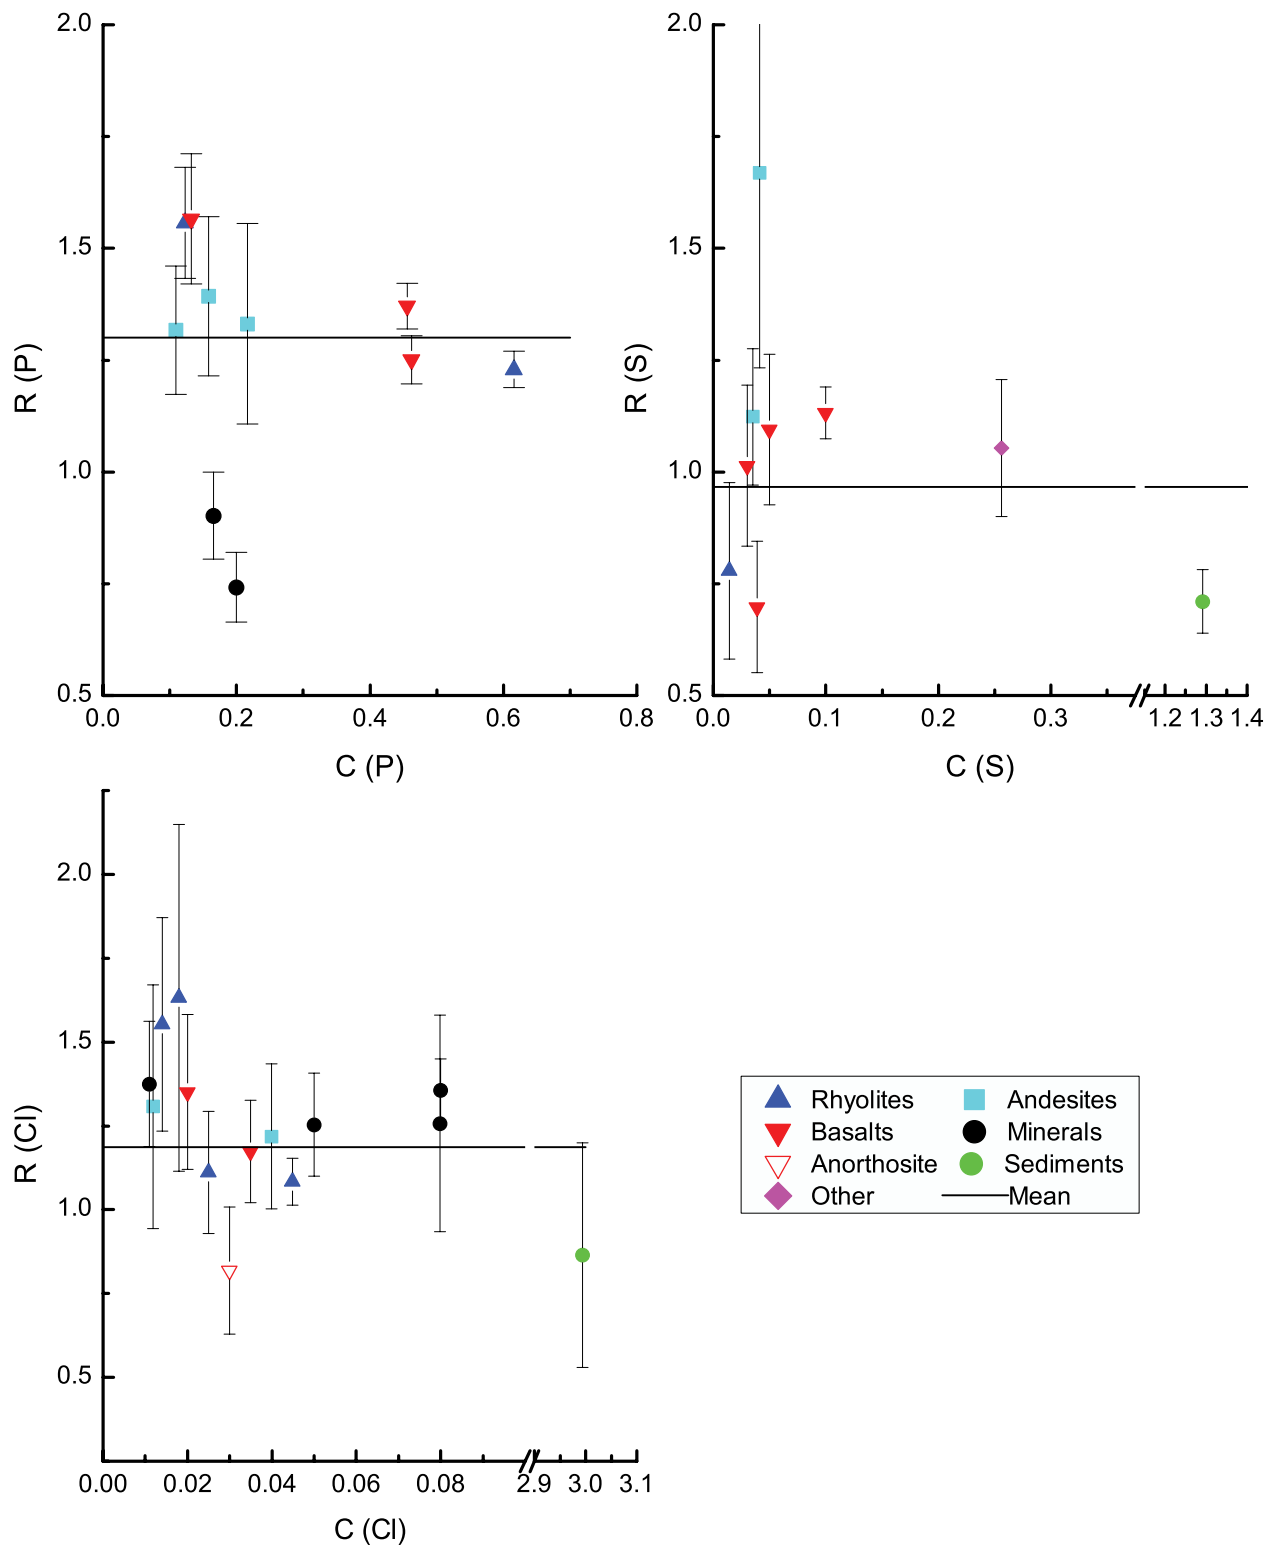 2.0
1.5
1.0
0.5
R (P)
0.0 0.2 0.4 0.6 0.8
C (P)
2.0
1.5
1.0
0.5
R (S)
0.0 0.1 0.2 0.3 1.2 1.3 1.4
C (S)
2.0
1.5
1.0
0.5
R (Cl)
0.00 0.02 0.04 0.06 0.08 2.9 3.0 3.1
C (Cl)
Rhyolites Andesites
Basalts Minerals
Anorthosite Sediments
Other Mean